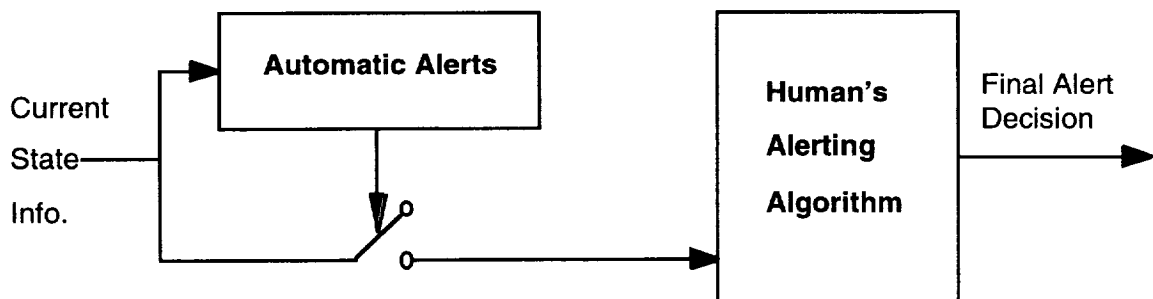 Current
State
Info.
Automatic Alerts
Human's
Alerting
Algorithm
Final Alert
Decision